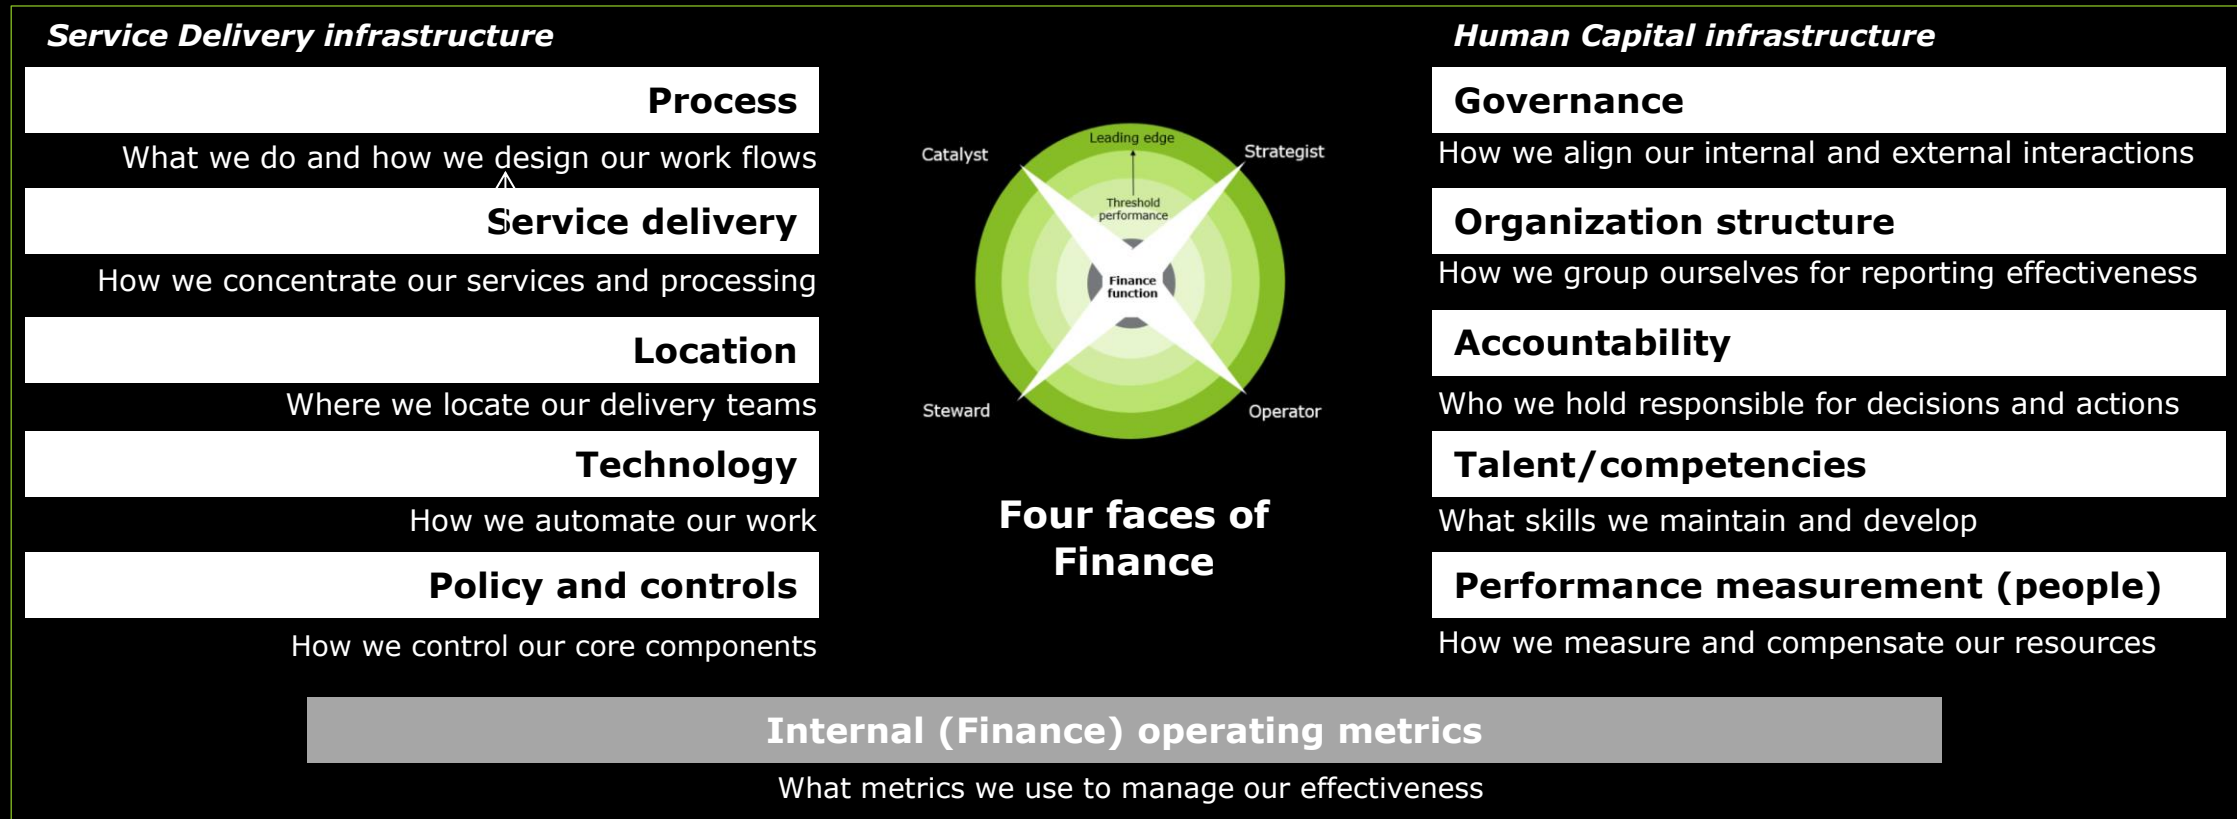 Service Delivery infrastructure
Process
What we do and how we design our work flows
Service delivery
How we concentrate our services and processing
Location
Where we locate our delivery teams
Technology
How we automate our work
Policy and controls
How we control our core components
Catalyst
Leading edge
Strategist
Threshold
performance
Finance
function
Steward
Operator
Four faces of
Finance
Human Capital infrastructure
Governance
How we align our internal and external interactions
Organization structure
How we group ourselves for reporting effectiveness
Accountability
Who we hold responsible for decisions and actions
Talent/competencies
What skills we maintain and develop
Performance measurement (people)
How we measure and compensate our resources
Internal (Finance) operating metrics
What metrics we use to manage our effectiveness